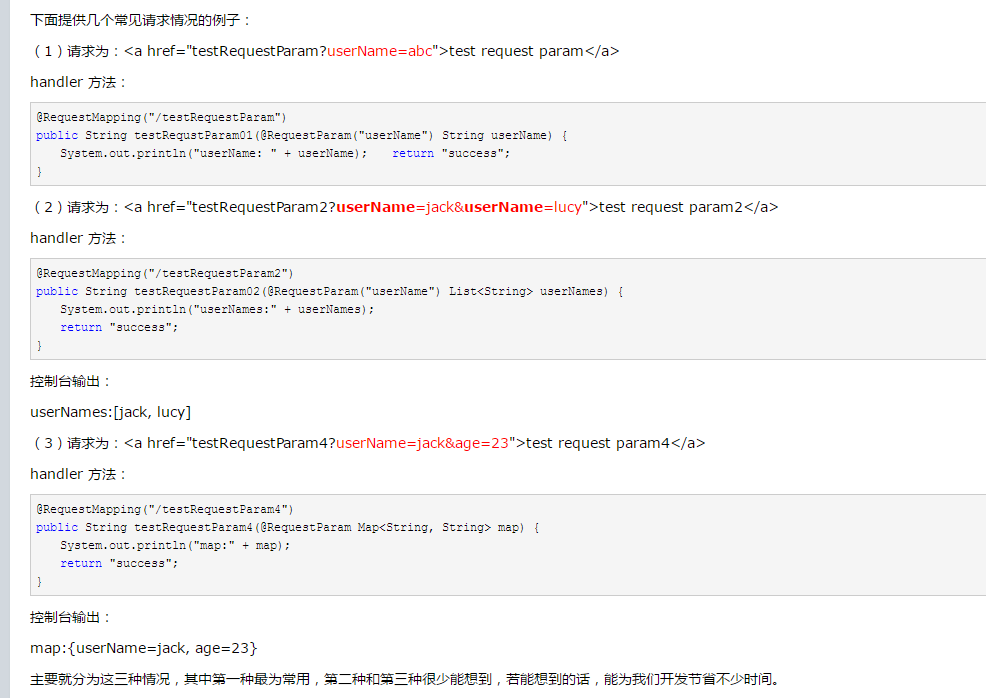 下面提供几个常见请求情况的例子：
（1）请求为：<a href="testRequestParam?userName=abc">test request param</a>
handler 方法：
@RequestMapping("/testRequestParam")
public String testRequstParam01(@RequestParam("userName") String userName) {
System.out.println("userName: " + userName);    return "success";
}
（2）请求为：<a href="testRequestParam2?userName=jack&userName=lucy">test request param2</a>
handler 方法：
@RequestMapping("/testRequestParam2")
public String testRequestParam02(@RequestParam("userName") List<String> userNames) {
System.out.println("userNames:" + userNames);
return "success";
}
控制台输出：
userNames:[jack, lucy]
（3）请求为：<a href="testRequestParam4?userName=jack&age=23">test request param4</a>
handler 方法：
@RequestMapping("/testRequestParam4")
public String testRequestParam4(@RequestParam Map<String, String> map) {
System.out.println("map:" + map);
return "success";
}
控制台输出：
map:{userName=jack, age=23}
主要就分为这三种情况，其中第一种最为常用，第二种和第三种很少能想到，若能想到的话，能为我们开发节省不少时间。